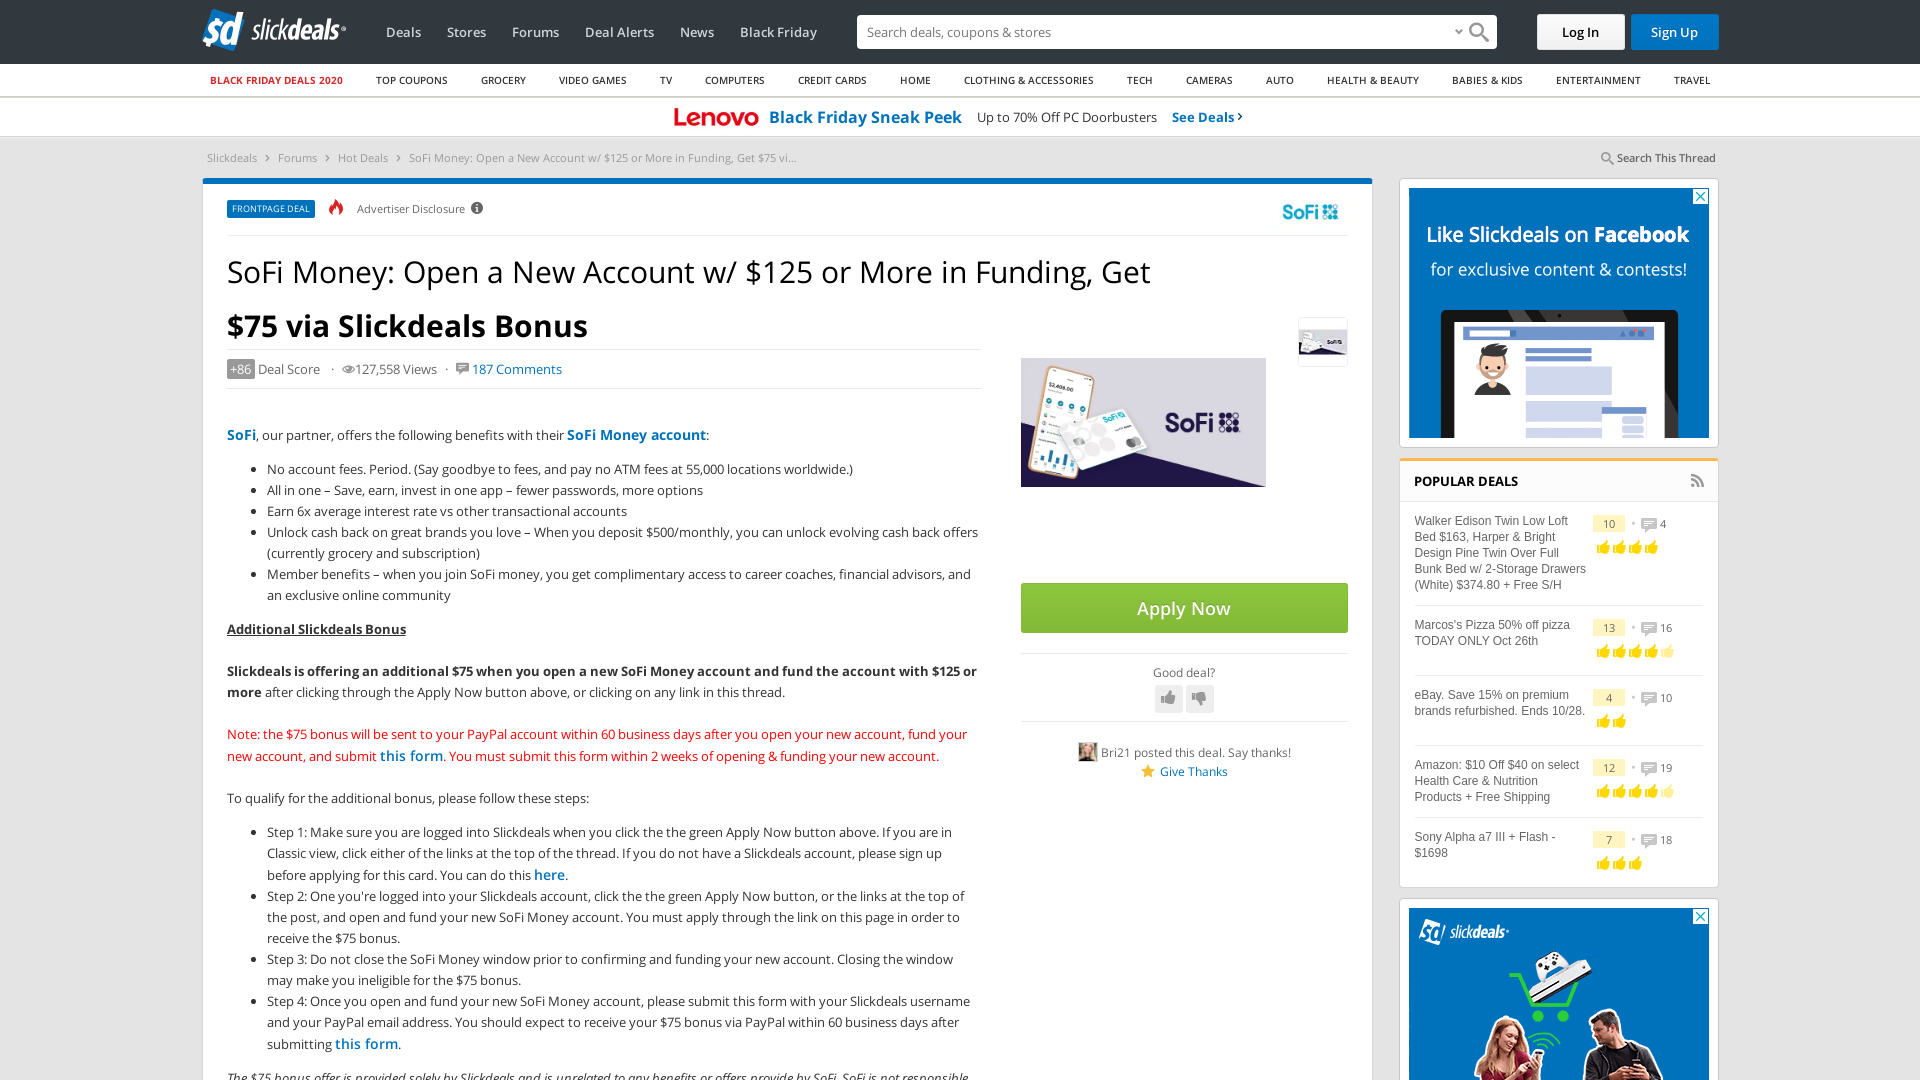 slickdeals
Deals
Stores
Forums
Deal Alerts
News
Black Friday
Search deals, coupons & stores
Log In
Sign Up
BLACK FRIDAY DEALS 2020
TOP COUPONS
GROCERY
VIDEO GAMES
TV
COMPUTERS
CREDIT CARDS
HOME
CLOTHING & ACCESSORIES
TECH
CAMERAS
AUTO
HEALTH & BEAUTY
BABIES & KIDS
ENTERTAINMENT
TRAVEL
Lenovo Black Friday Sneak Peek Up to 70% Off PC Doorbusters See Deals
Slickdeals > Forums > Hot Deals > SoFi Money: Open a New Account w/ $125 or More in Funding, Get $75 vi...
Search This Thread
FRONTPAGE DEAL
Advertiser Disclosure
SoFi
SoFi Money: Open a New Account w/ $125 or More in Funding, Get
$75 via Slickdeals Bonus
+86 Deal Score · 127,558 Views · 187 Comments
SoFi, our partner, offers the following benefits with their SoFi Money account:
No account fees. Period. (Say goodbye to fees, and pay no ATM fees at 55,000 locations worldwide.)
All in one – Save, earn, invest in one app – fewer passwords, more options
Earn 6x average interest rate vs other transactional accounts
Unlock cash back on great brands you love – When you deposit $500/monthly, you can unlock evolving cash back offers
(currently grocery and subscription)
Member benefits – when you join SoFi money, you get complimentary access to career coaches, financial advisors, and
an exclusive online community
Additional Slickdeals Bonus
Slickdeals is offering an additional $75 when you open a new SoFi Money account and fund the account with $125 or
more after clicking through the Apply Now button above, or clicking on any link in this thread.
Note: the $75 bonus will be sent to your PayPal account within 60 business days after you open your new account, fund your
new account, and submit this form. You must submit this form within 2 weeks of opening & funding your new account.
To qualify for the additional bonus, please follow these steps:
Step 1: Make sure you are logged into Slickdeals when you click the the green Apply Now button above. If you are in
Classic view, click either of the links at the top of the thread. If you do not have a Slickdeals account, please sign up
before applying for this card. You can do this here.
Step 2: One you're logged into your Slickdeals account, click the the green Apply Now button, or the links at the top of
the post, and open and fund your new SoFi Money account. You must apply through the link on this page in order to
receive the $75 bonus.
Step 3: Do not close the SoFi Money window prior to confirming and funding your new account. Closing the window
may make you ineligible for the $75 bonus.
Step 4: Once you open and fund your new SoFi Money account, please submit this form with your Slickdeals username
and your PayPal email address. You should expect to receive your $75 bonus via PayPal within 60 business days after
submitting this form.
The $75 bonus offer is provided solely by Slickdeals and is unrelated to any benefits or offers provide by SoFi. SoFi is not responsible
$2,408.00
SoFi
SoFi
Apply Now
Good deal?
Bri21 posted this deal. Say thanks!
Give Thanks
Like Slickdeals on Facebook
for exclusive content & contests!
POPULAR DEALS
Walker Edison Twin Low Loft
Bed $163, Harper & Bright
Design Pine Twin Over Full
Bunk Bed w/ 2-Storage Drawers
(White) $374.80 + Free S/H
10 · 4
Marcos's Pizza 50% off pizza
TODAY ONLY Oct 26th
13 · 16
eBay. Save 15% on premium
brands refurbished. Ends 10/28.
4 · 10
Amazon: $10 Off $40 on select
Health Care & Nutrition
Products + Free Shipping
12 · 19
Sony Alpha a7 III + Flash -
$1698
7 · 18
sd slickdeals